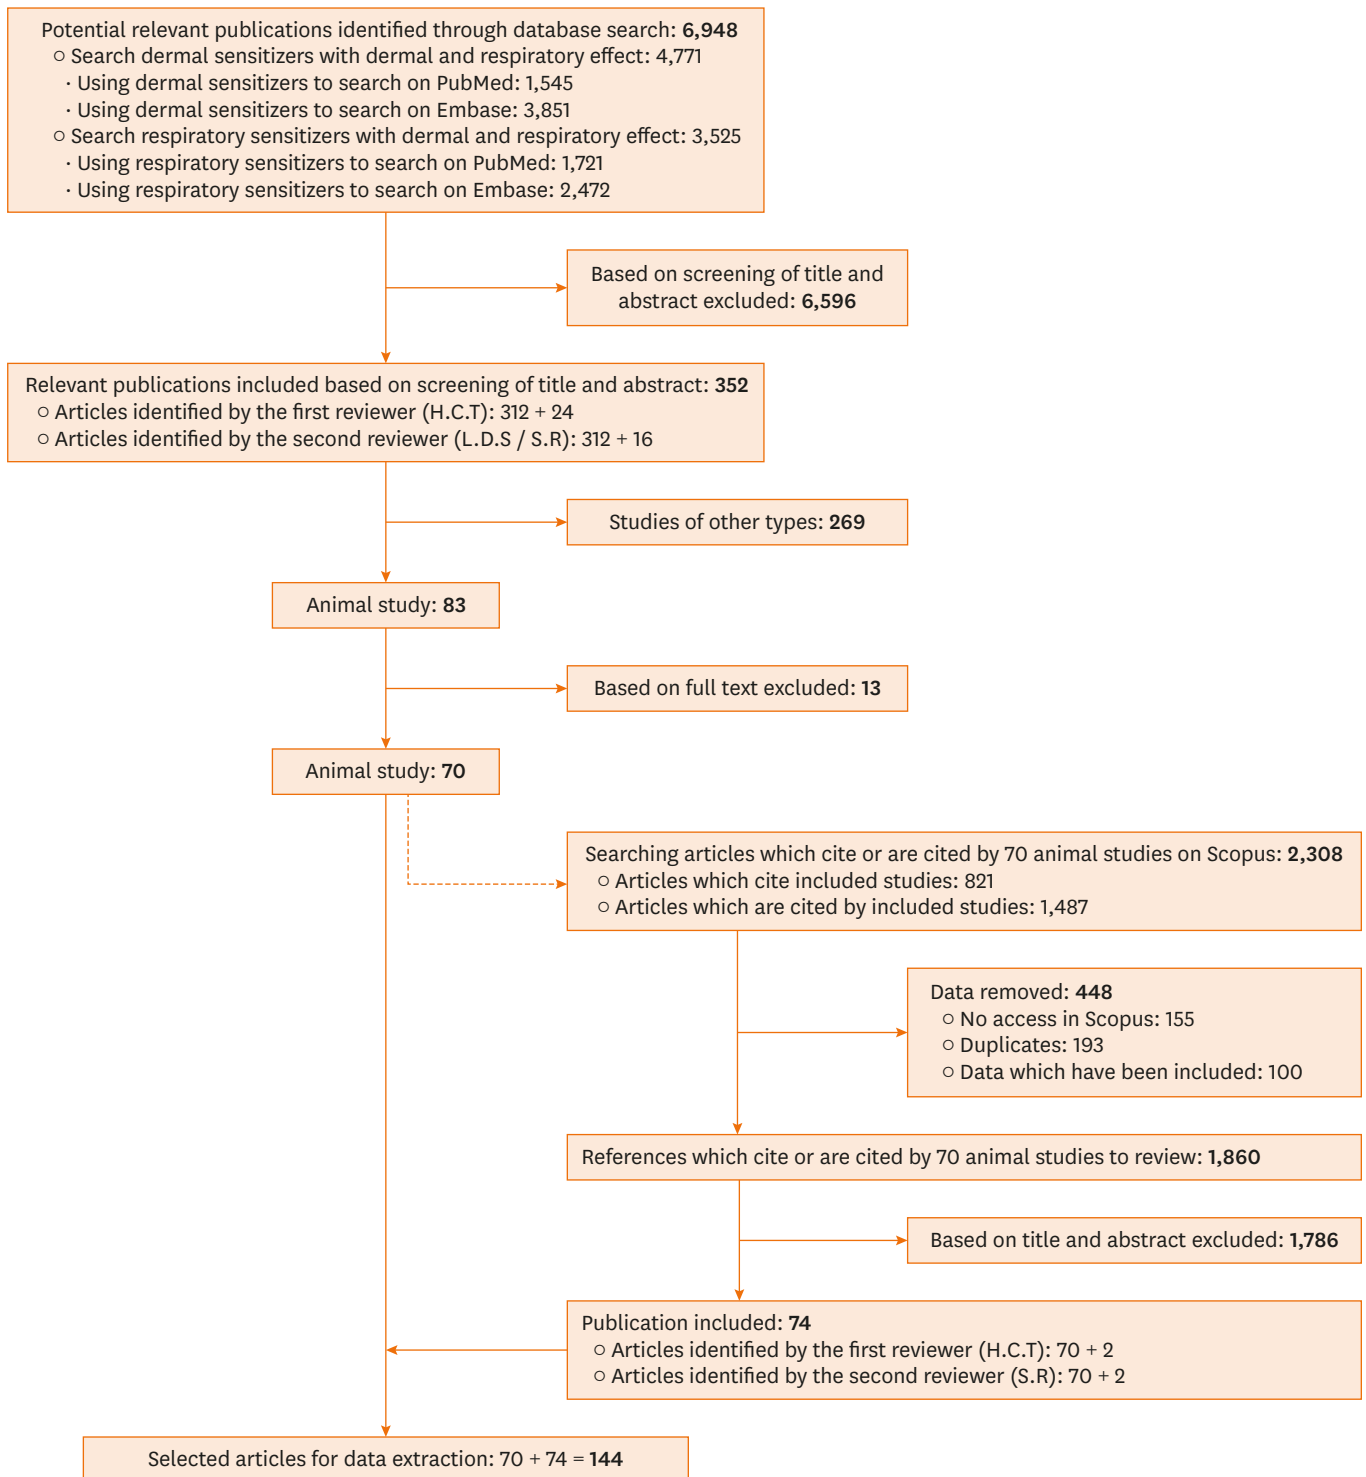 Potential relevant publications identified through database search: 6,948
○ Search dermal sensitizers with dermal and respiratory effect: 4,771
· Using dermal sensitizers to search on PubMed: 1,545
· Using dermal sensitizers to search on Embase: 3,851
○ Search respiratory sensitizers with dermal and respiratory effect: 3,525
· Using respiratory sensitizers to search on PubMed: 1,721
· Using respiratory sensitizers to search on Embase: 2,472
Based on screening of title and
abstract excluded: 6,596
Relevant publications included based on screening of title and abstract: 352
○ Articles identified by the first reviewer (H.C.T): 312 + 24
○ Articles identified by the second reviewer (L.D.S / S.R): 312 + 16
Studies of other types: 269
Animal study: 83
Based on full text excluded: 13
Animal study: 70
Searching articles which cite or are cited by 70 animal studies on Scopus: 2,308
○ Articles which cite included studies: 821
○ Articles which are cited by included studies: 1,487
Data removed: 448
○ No access in Scopus: 155
○ Duplicates: 193
○ Data which have been included: 100
References which cite or are cited by 70 animal studies to review: 1,860
Based on title and abstract excluded: 1,786
Publication included: 74
○ Articles identified by the first reviewer (H.C.T): 70 + 2
○ Articles identified by the second reviewer (S.R): 70 + 2
Selected articles for data extraction: 70 + 74 = 144